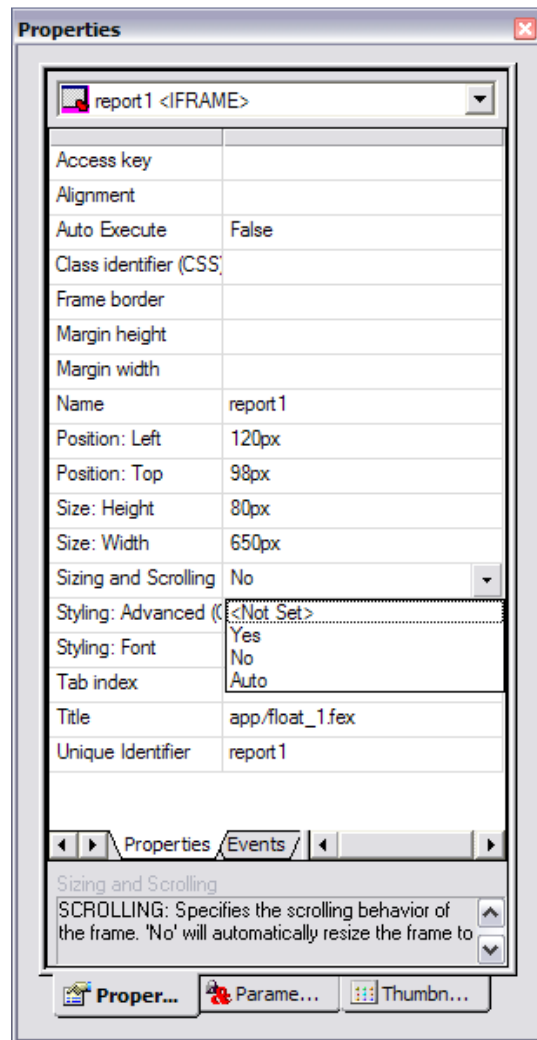 Properties
report1 <IFRAME>
Access key
Alignment
Auto Execute False
Class identifier (CSS)
Frame border
Margin height
Margin width
Name report1
Position: Left 120px
Position: Top 98px
Size: Height 80px
Size: Width 650px
Sizing and Scrolling No
Styling: Advanced (C <Not Set>
Yes
Styling: Font
No
Tab index Auto
Title app/float_1.fex
Unique Identifier report1
Properties Events
Sizing and Scrolling
SCROLLING: Specifies the scrolling behavior of
the frame. 'No' will automatically resize the frame to
Proper... Parame... Thumbn...